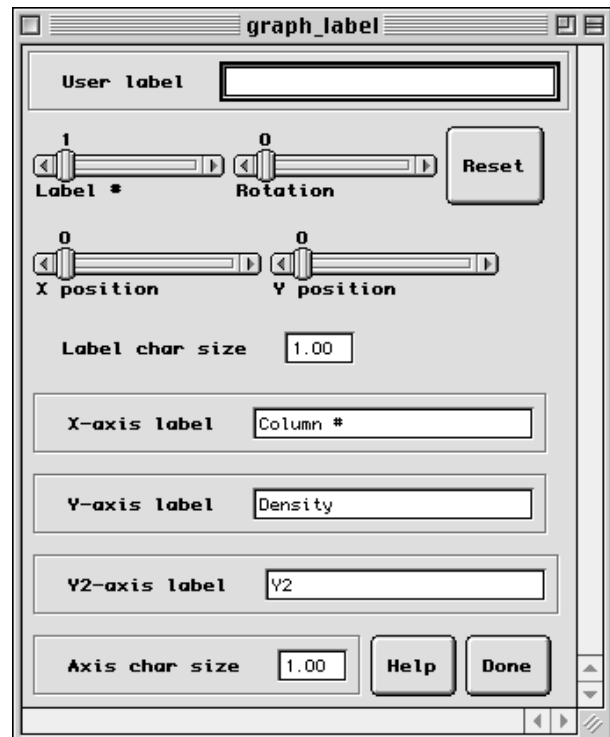 graph_label
User label
1 0
Label # Rotation Reset
0 0
X position Y position
Label char size 1.00
X-axis label Column #
Y-axis label Density
Y2-axis label Y2
Axis char size 1.00 Help Done